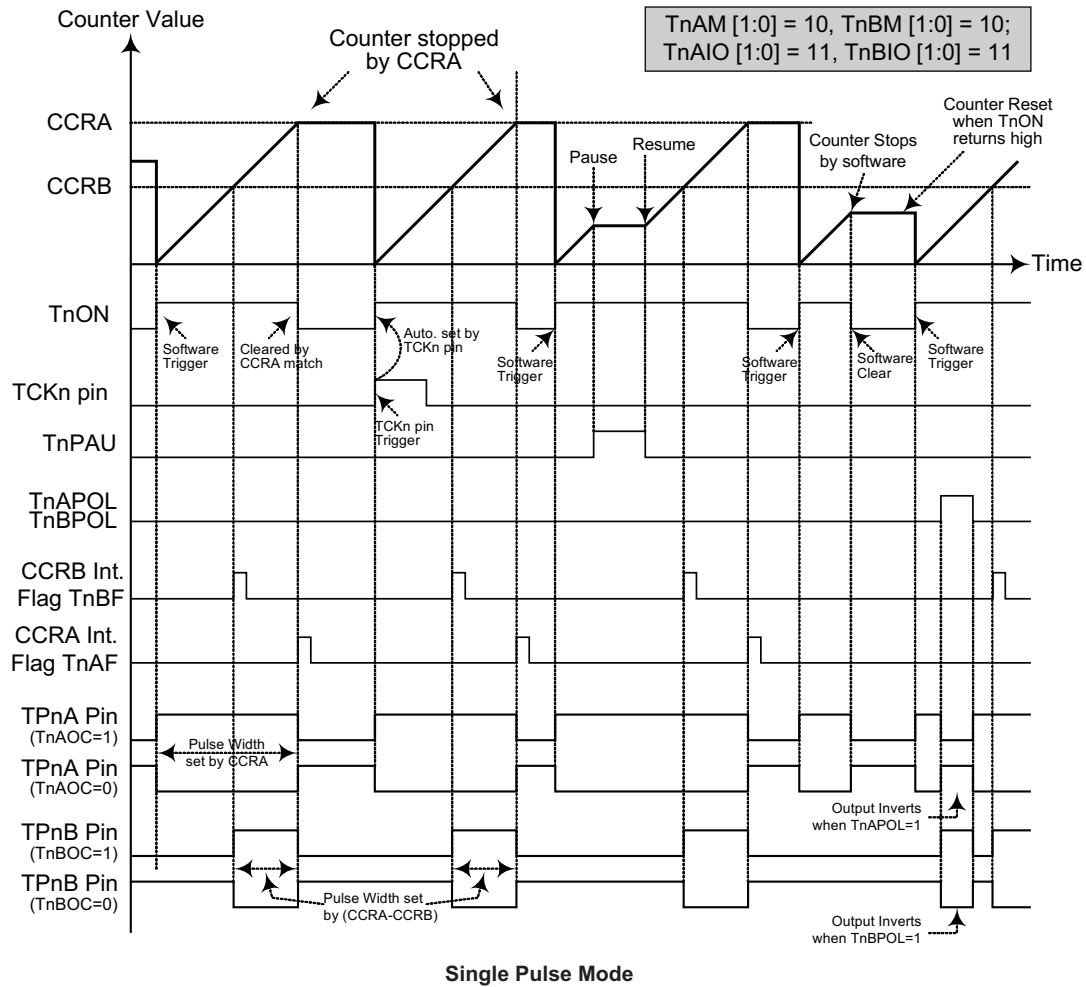 Counter Value
TnAM [1:0] = 10, TnBM [1:0] = 10;
TnAIO [1:0] = 11, TnBIO [1:0] = 11
Counter stopped
by CCRA
Counter Reset
when TnON
returns high
CCRA
Pause
Resume
Counter Stops
by software
CCRB
Time
TnON
Software
Trigger
Cleared by
CCRA match
Auto. set by
TCKn pin
Software
Trigger
Software
Trigger
Software
Clear
Software
Trigger
TCKn pin
TCKn pin
Trigger
TnPAU
TnAPOL
TnBPOL
CCRB Int.
Flag TnBF
CCRA Int.
Flag TnAF
TPnA Pin
(TnAOC=1)
Pulse Width
set by CCRA
TPnA Pin
(TnAOC=0)
Output Inverts
when TnAPOL=1
TPnB Pin
(TnBOC=1)
TPnB Pin
(TnBOC=0)
Pulse Width set
by (CCRA-CCRB)
Output Inverts
when TnBPOL=1
Single Pulse Mode